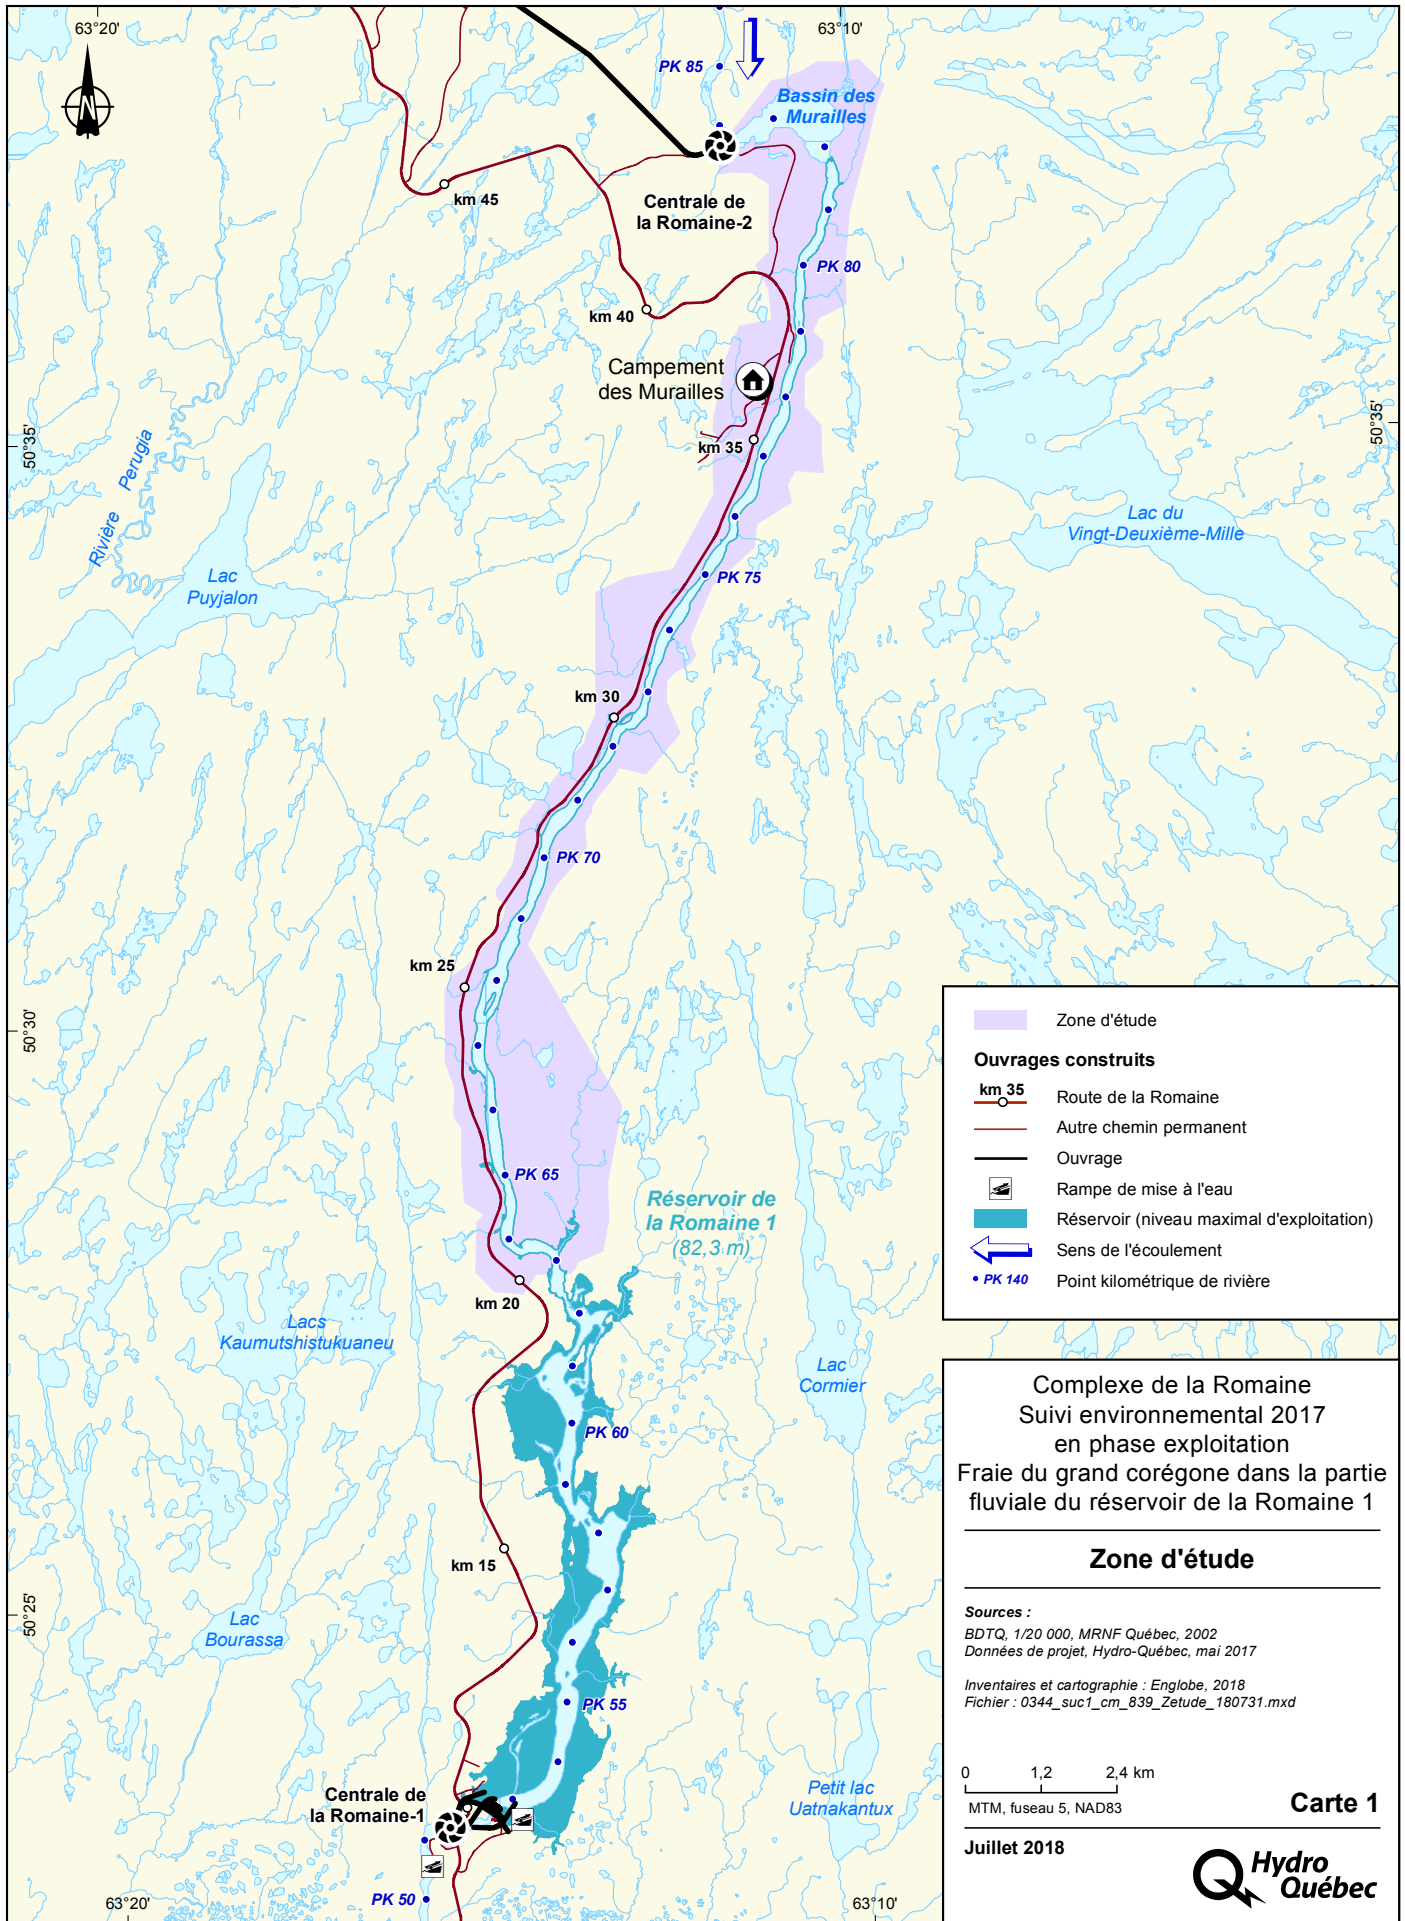 63°20'
63°10'
PK 85
Bassin des
Murailles
km 45
Centrale de
la Romaine-2
PK 80
km 40
Campement
des Murailles
km 35
50°35'
50°35'
Rivière Perugia
Lac du
Vingt-Deuxième-Mille
Lac
Puyjalon
PK 75
km 30
PK 70
km 25
50°30'
PK 65
Réservoir de
la Romaine 1
(82,3 m)
km 20
Lacs
Kaumutshistukuaneu
Lac
Cormier
PK 60
km 15
50°25'
Lac
Bourassa
PK 55
Centrale de
la Romaine-1
Petit lac
Uatnakantux
PK 50
63°20'
63°10'
Zone d'étude
Ouvrages construits
km 35
Route de la Romaine
Autre chemin permanent
Ouvrage
Rampe de mise à l'eau
Réservoir (niveau maximal d'exploitation)
Sens de l'écoulement
PK 140
Point kilométrique de rivière
Complexe de la Romaine
Suivi environnemental 2017
en phase exploitation
Fraie du grand corégone dans la partie
fluviale du réservoir de la Romaine 1
Zone d'étude
Sources :
BDTQ, 1/20 000, MRNF Québec, 2002
Données de projet, Hydro-Québec, mai 2017
Inventaires et cartographie : Englobe, 2018
Fichier : 0344_suc1_cm_839_Zetude_180731.mxd
0 1,2 2,4 km
MTM, fuseau 5, NAD83
Carte 1
Juillet 2018
Hydro
Québec
N